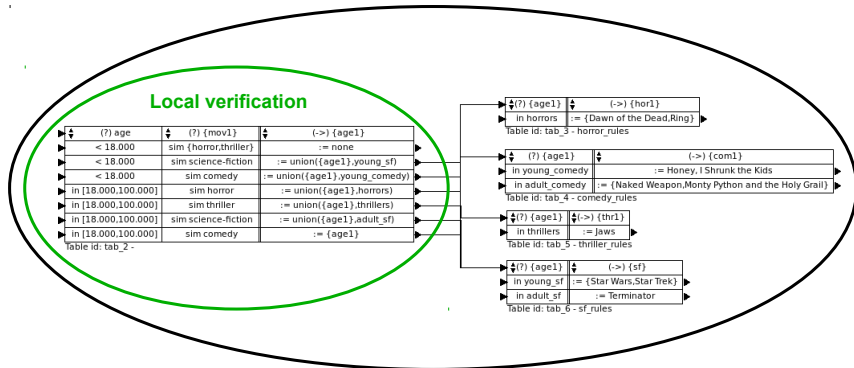 Local verification
(?) age (?) {mov1} (->) {age1}
< 18.000 sim {horror,thriller} := none
< 18.000 sim science-fiction := union({age1},young_sf)
< 18.000 sim comedy := union({age1},young_comedy)
in [18.000,100.000] sim horror := union({age1},horrors)
in [18.000,100.000] sim thriller := union({age1},thrillers)
in [18.000,100.000] sim science-fiction := union({age1},adult_sf)
in [18.000,100.000] sim comedy := {age1}
Table id: tab_2 -
(?) {age1} (->) {hor1}
in horrors := {Dawn of the Dead,Ring}
Table id: tab_3 - horror_rules
(?) {age1} (->) {com1}
in young_comedy := Honey, I Shrunk the Kids
in adult_comedy := {Naked Weapon,Monty Python and the Holy Grail}
Table id: tab_4 - comedy_rules
(?) {age1} (->) {thr1}
in thrillers := Jaws
Table id: tab_5 - thriller_rules
(?) {age1} (->) {sf}
in young_sf := {Star Wars,Star Trek}
in adult_sf := Terminator
Table id: tab_6 - sf_rules